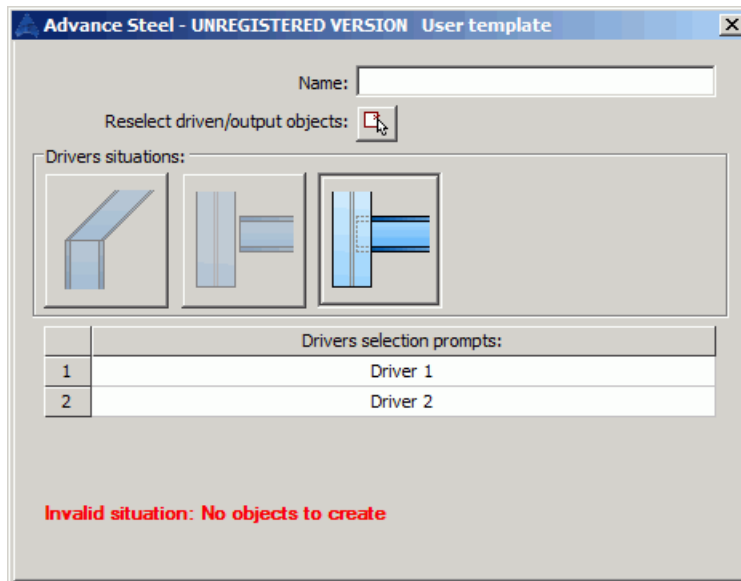 Advance Steel - UNREGISTERED VERSION User template
Name:
Reselect driven/output objects:
Drivers situations:
Drivers selection prompts:
1 Driver 1
2 Driver 2
Invalid situation: No objects to create